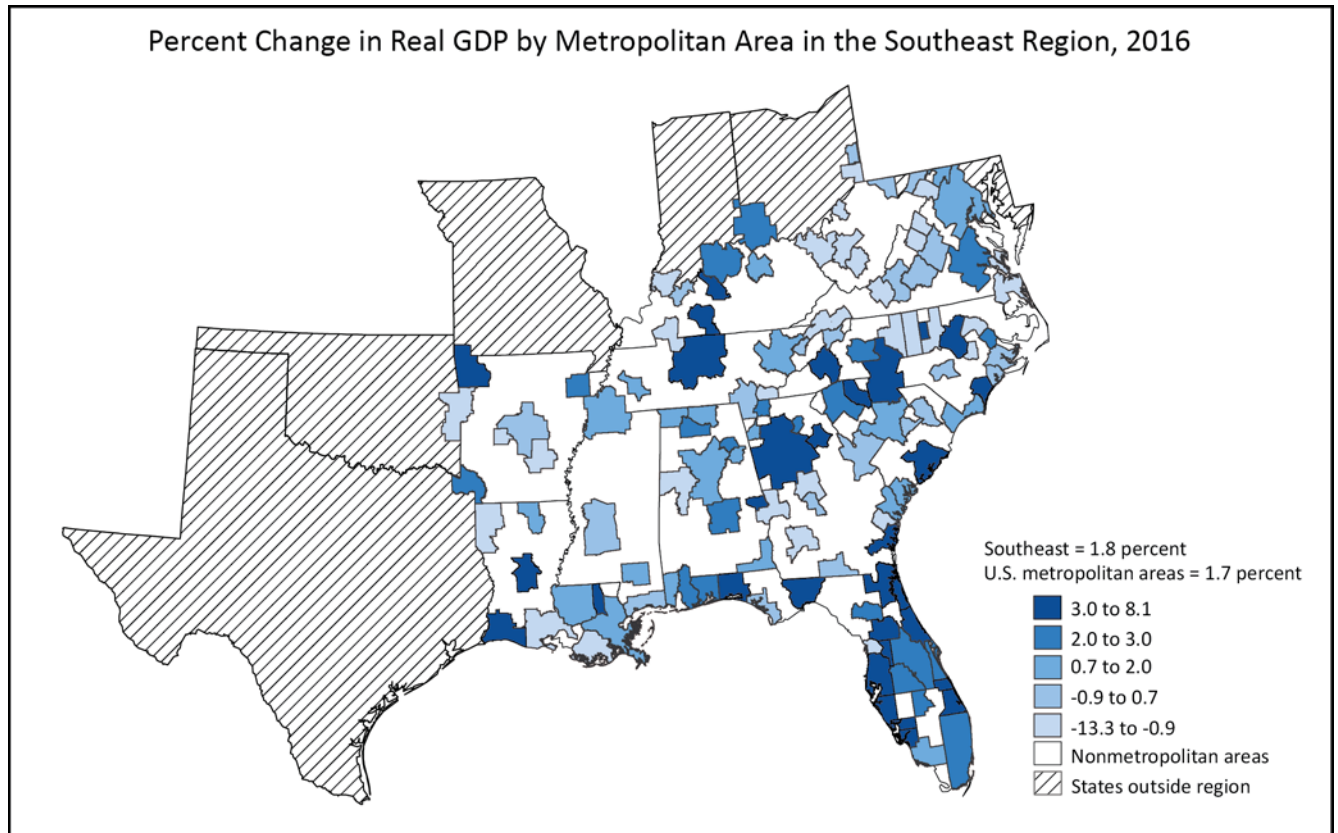 Percent Change in Real GDP by Metropolitan Area in the Southeast Region, 2016
Southeast = 1.8 percent
U.S. metropolitan areas = 1.7 percent
3.0 to 8.1
2.0 to 3.0
0.7 to 2.0
-0.9 to 0.7
-13.3 to -0.9
Nonmetropolitan areas
States outside region